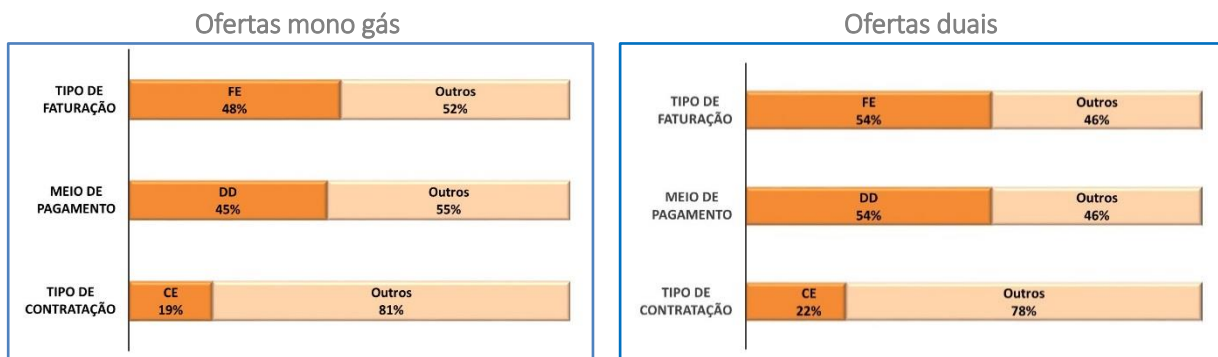 Ofertas mono gás
TIPO DE
FATURAÇÃO
FE
48%
Outros
52%
MEIO DE
PAGAMENTO
DD
45%
Outros
55%
TIPO DE
CONTRATAÇÃO
CE
19%
Outros
81%
Ofertas duais
TIPO DE
FATURAÇÃO
FE
54%
Outros
46%
MEIO DE
PAGAMENTO
DD
54%
Outros
46%
TIPO DE
CONTRATAÇÃO
CE
22%
Outros
78%